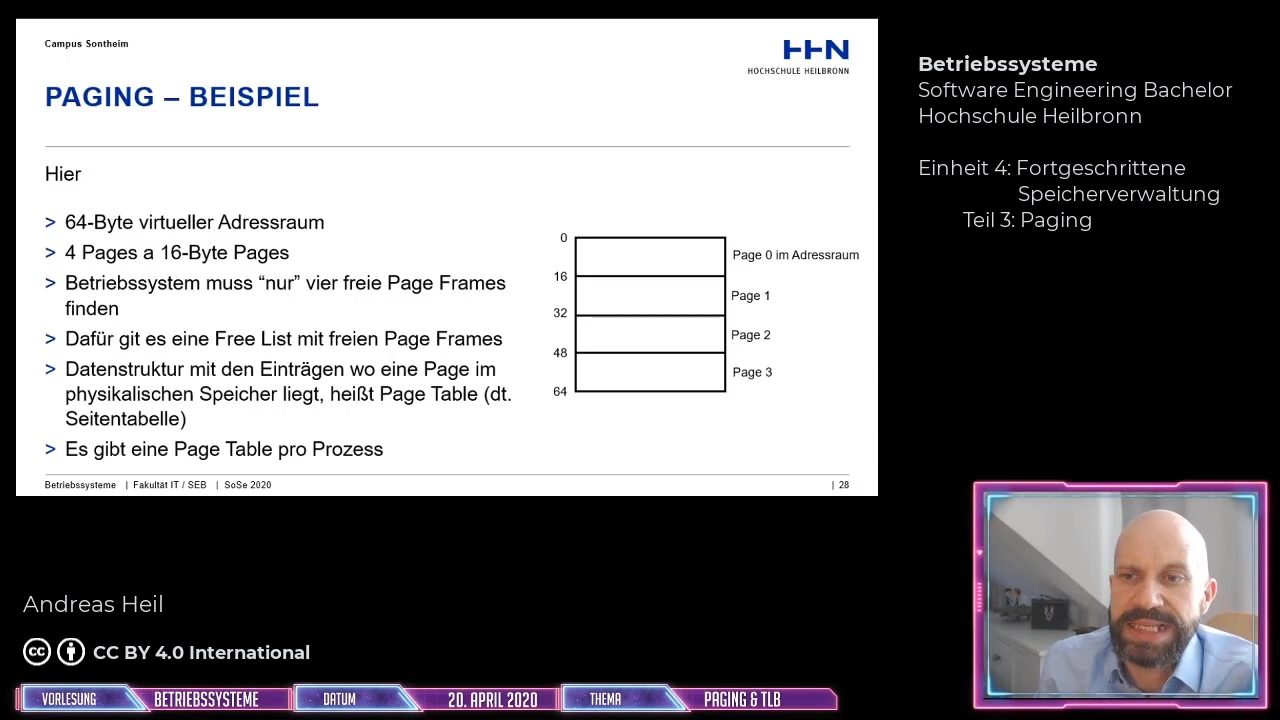 Campus Sontheim
HHN
HOCHSCHULE HEILBRONN
PAGING – BEISPIEL
Hier
> 64-Byte virtueller Adressraum
> 4 Pages a 16-Byte Pages
> Betriebssystem muss “nur” vier freie Page Frames
finden
> Dafür git es eine Free List mit freien Page Frames
> Datenstruktur mit den Einträgen wo eine Page im
physikalischen Speicher liegt, heißt Page Table (dt.
Seitentabelle)
> Es gibt eine Page Table pro Prozess
0
Page 0 im Adressraum
16
Page 1
32
Page 2
48
Page 3
64
Betriebssysteme | Fakultät IT / SEB | SoSe 2020 | 28
Betriebssysteme
Software Engineering Bachelor
Hochschule Heilbronn
Einheit 4: Fortgeschrittene
Speicherverwaltung
Teil 3: Paging
Andreas Heil
cc CC BY 4.0 International
VORLESUNG BETRIEBSSYSTEME DATUM 20. APRIL 2020 THEMA PAGING & TLB